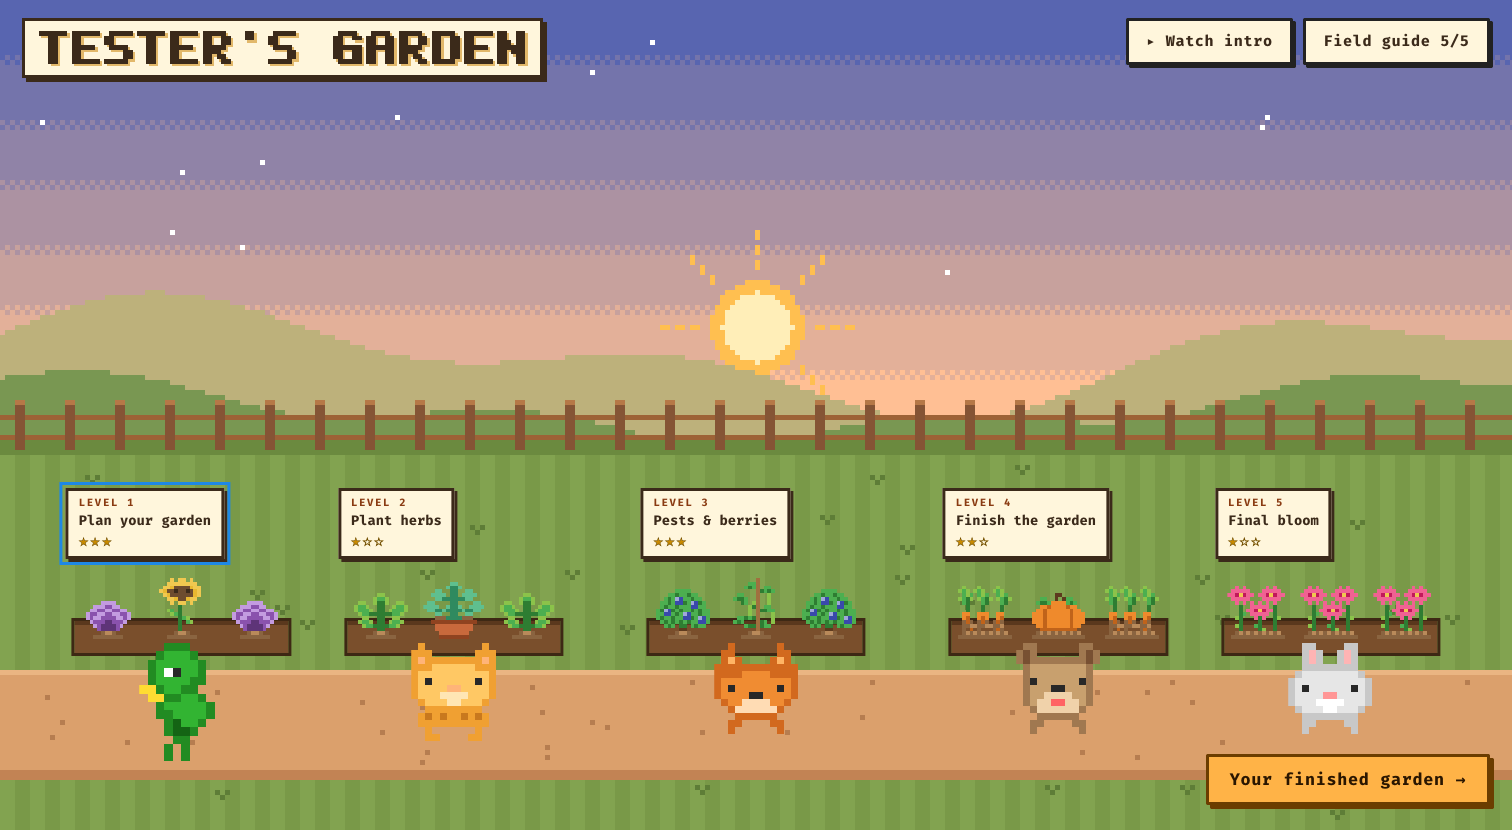 TESTER'S GARDEN
▸ Watch intro
Field guide 5/5
LEVEL 1
Plan your garden
★★★
LEVEL 2
Plant herbs
★☆☆
LEVEL 3
Pests & berries
★★★
LEVEL 4
Finish the garden
★★☆
LEVEL 5
Final bloom
★☆☆
Your finished garden →